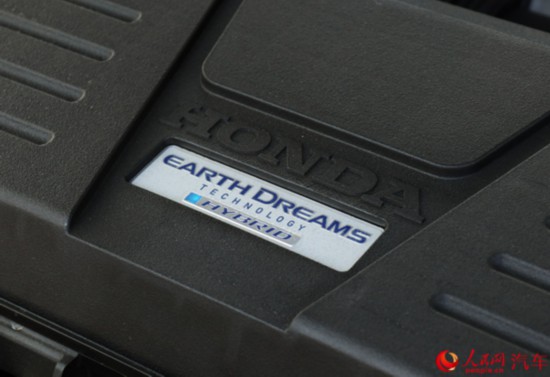 HONDA
EARTH DREAMS
TECHNOLOGY
HYBRID
人民网 汽车